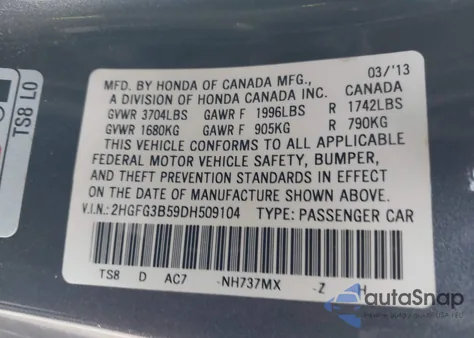 TS8 L0
MFD. BY HONDA OF CANADA MFG., 03/'13
A DIVISION OF HONDA CANADA INC. CANADA
GVWR 3704LBS GAWR F 1996LBS R 1742LBS
GVWR 1680KG GAWR F 905KG R 790KG
THIS VEHICLE CONFORMS TO ALL APPLICABLE
FEDERAL MOTOR VEHICLE SAFETY, BUMPER,
AND THEFT PREVENTION STANDARDS IN EFFECT
ON THE DATE OF MANUFACTURE SHOWN ABOVE.
V.I.N.: 2HGFG3B59DH509104 TYPE: PASSENGER CAR
TS8 D AC7 -NH737MX -Z H
autoSnap